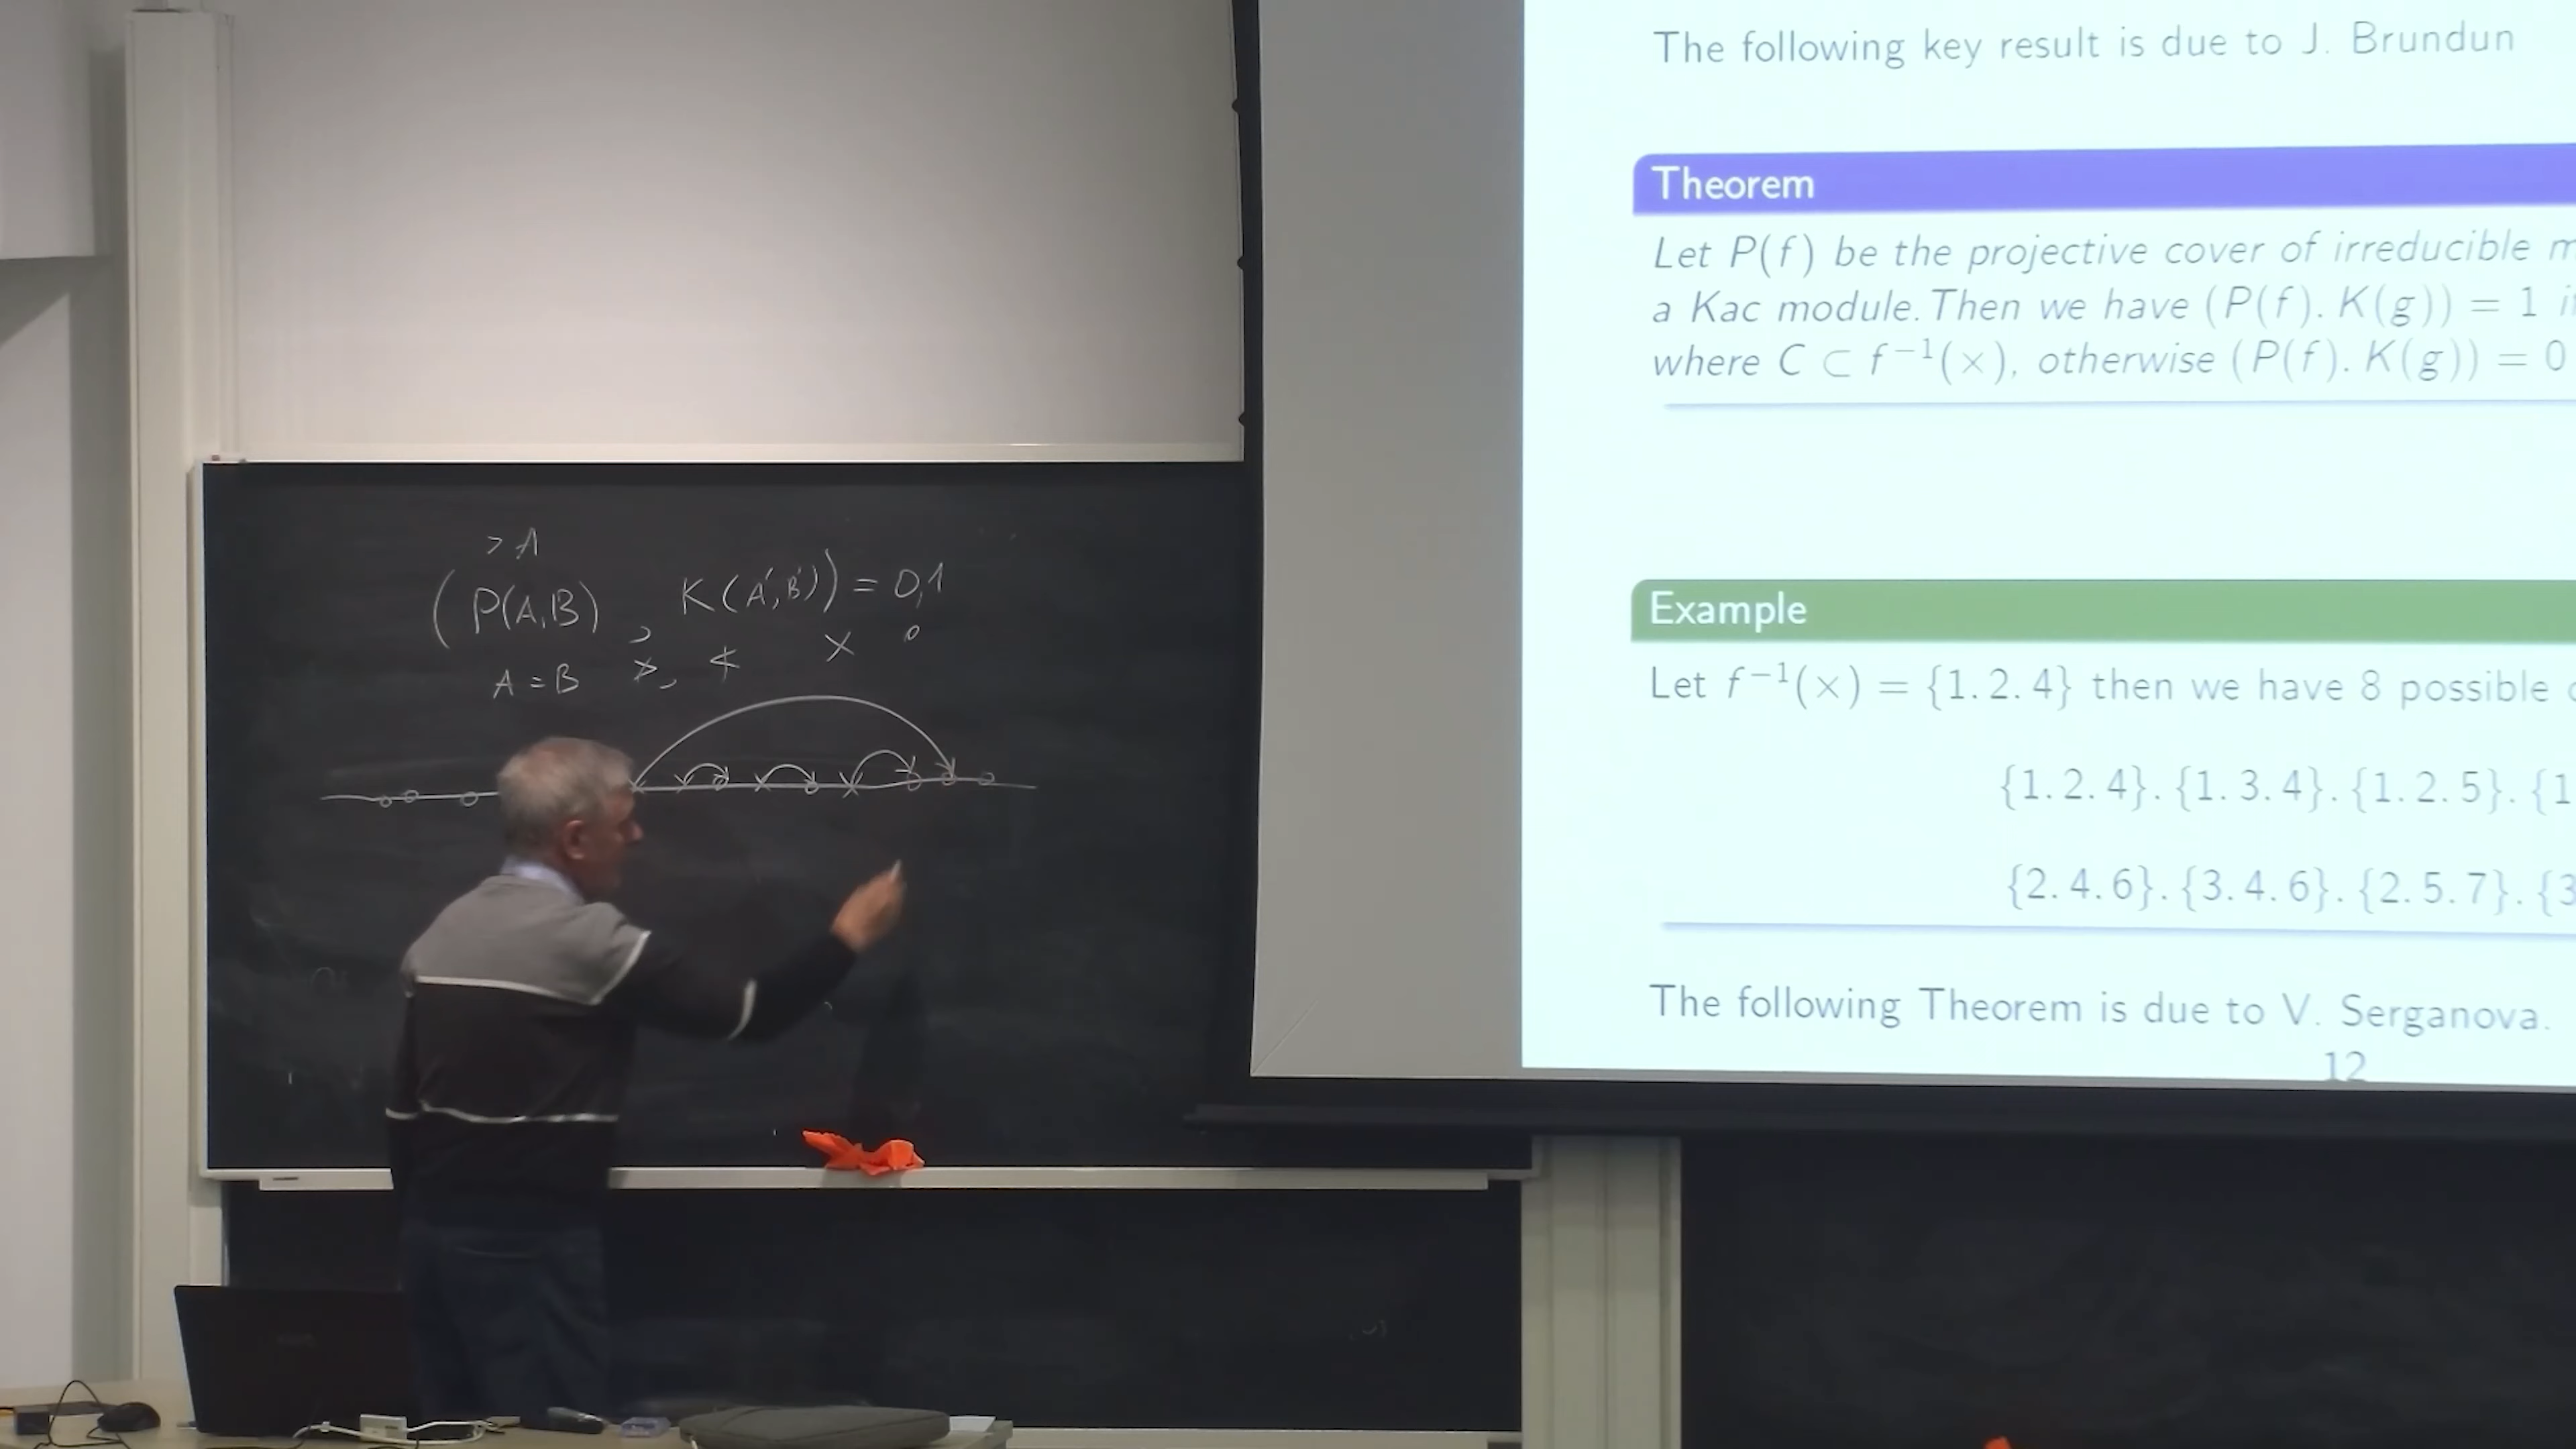 > A
( P(A,B) , K(A',B')) = 0,1
A = B
× ○
The following key result is due to J. Brundun
Theorem
Let P(f) be the projective cover of irreducible
a Kac module. Then we have (P(f). K(g)) = 1
where C ⊂ f⁻¹(×), otherwise (P(f). K(g)) = 0
Example
Let f⁻¹(×) = {1. 2. 4} then we have 8 possible
{1. 2. 4}. {1. 3. 4}. {1. 2. 5}. {1
{2. 4. 6}. {3. 4. 6}. {2. 5. 7}. {3
The following Theorem is due to V. Serganova.
12